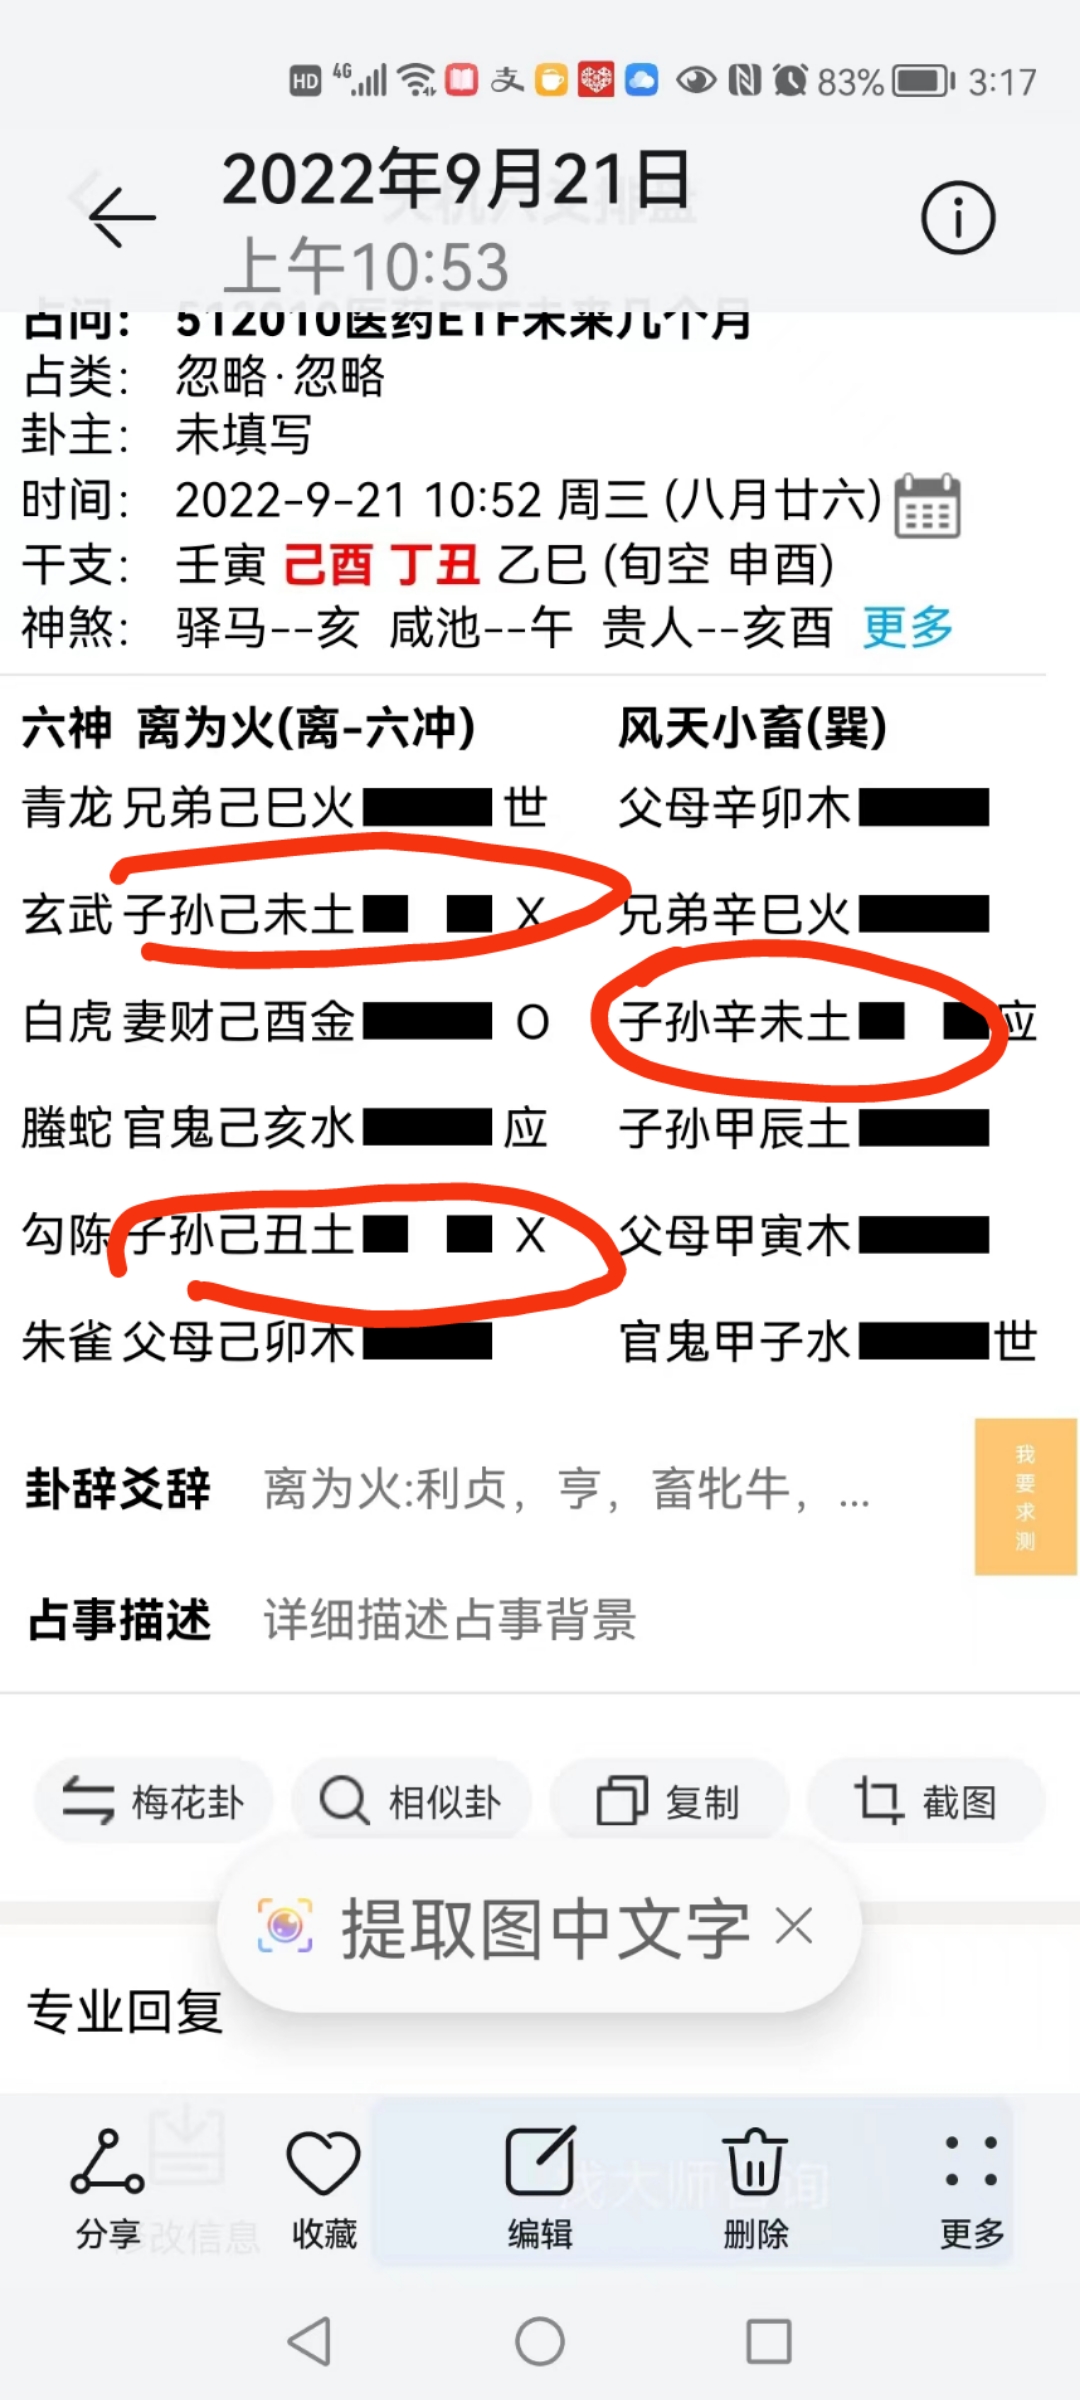 HD 4G 支 83% 3:17
2022年9月21日
上午10:53
占问： 512010医药ETF未来几个月
占类： 忽略·忽略
卦主： 未填写
时间： 2022-9-21 10:52 周三 (八月廿六)
干支： 壬寅 己酉 丁丑 乙巳 (旬空 申酉)
神煞： 驿马--亥 咸池--午 贵人--亥酉 更多
六神 离为火(离-六冲) 风天小畜(巽)
青龙 兄弟己巳火 世 父母辛卯木
玄武 子孙己未土 X 兄弟辛巳火
白虎 妻财己酉金 O 子孙辛未土 应
螣蛇 官鬼己亥水 应 子孙甲辰土
勾陈 子孙己丑土 X 父母甲寅木
朱雀 父母己卯木 官鬼甲子水 世
卦辞爻辞 离为火:利贞，亨，畜牝牛，...
我要求测
占事描述 详细描述占事背景
梅花卦 相似卦 复制 截图
提取图中文字
专业回复
分享 收藏 编辑 删除 更多